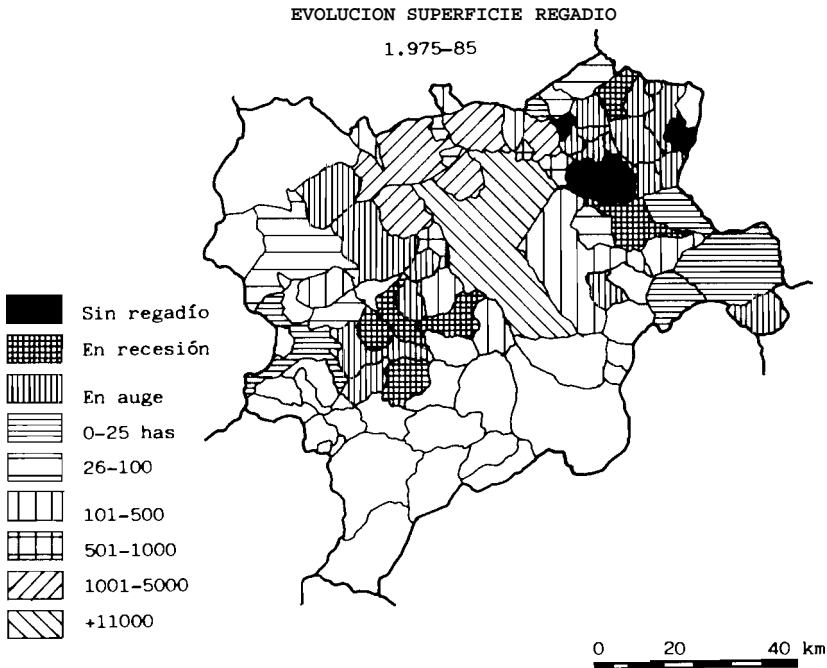 EVOLUCION SUPERFICIE REGADIO
1.975-85
Sin regadío
En recesión
En auge
0-25 has
26-100
101-500
501-1000
1001-5000
+11000
0 20 40 km